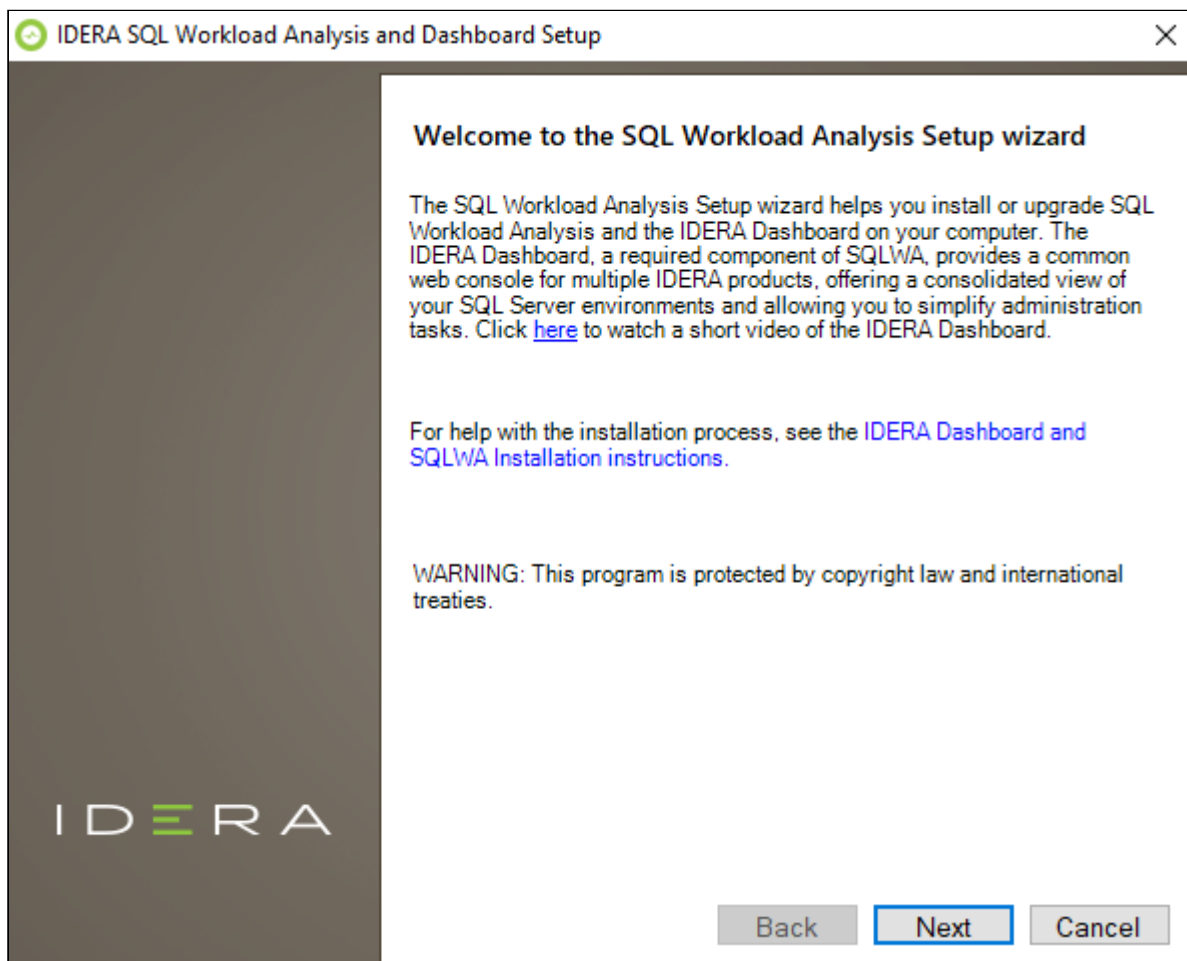 IDERA SQL Workload Analysis and Dashboard Setup
Welcome to the SQL Workload Analysis Setup wizard
The SQL Workload Analysis Setup wizard helps you install or upgrade SQL
Workload Analysis and the IDERA Dashboard on your computer. The
IDERA Dashboard, a required component of SQLWA, provides a common
web console for multiple IDERA products, offering a consolidated view of
your SQL Server environments and allowing you to simplify administration
tasks. Click here to watch a short video of the IDERA Dashboard.
For help with the installation process, see the IDERA Dashboard and
SQLWA Installation instructions.
WARNING: This program is protected by copyright law and international
treaties.
IDERA
Back Next Cancel